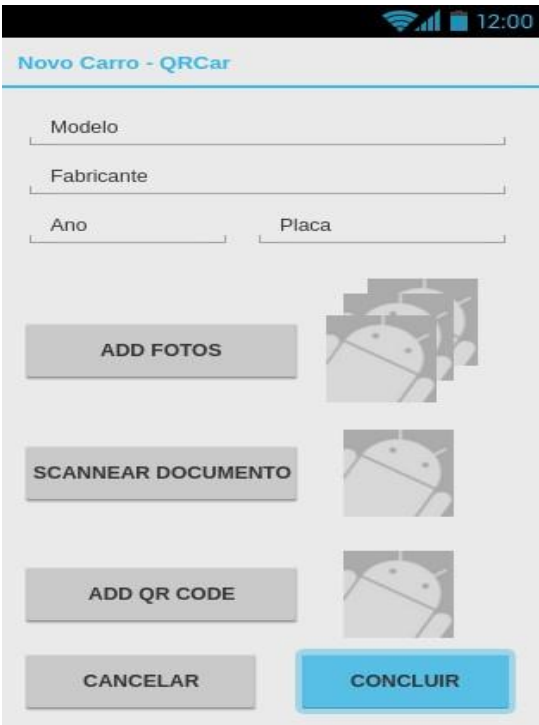 12:00
Novo Carro - QRCar
Modelo
Fabricante
Ano Placa
ADD FOTOS
SCANNEAR DOCUMENTO
ADD QR CODE
CANCELAR CONCLUIR